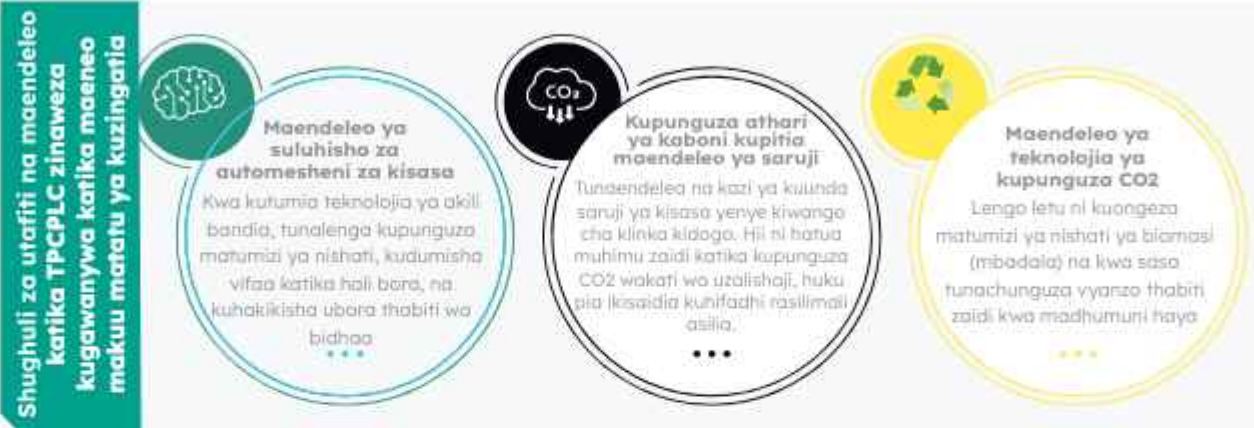 Shughuli za utafiti na maendeleo
katika TPCPLC zinaweza
kugawanywa katika maeneo
makuu matatu ya kuzingatia
Maendeleo ya
suluhisho za
automesheni za kisasa
Kwa kutumia teknolojia ya akili
bandia, tunalenga kupunguza
matumizi ya nishati, kudumisha
vifaa katika hali bora, na
kuhakikisha ubora thabiti wa
bidhaa
CO₂
Kupunguza athari
ya kaboni kupitia
maendeleo ya saruji
Tunaendelea na kazi ya kuunda
saruji ya kisasa yenye kiwango
cha klinka kidogo. Hii ni hatua
muhimu zaidi katika kupunguza
CO2 wakati wa uzalishaji, huku
pia ikisaidia kuhifadhi rasilimali
asilia.
Maendeleo ya
teknolojia ya
kupunguza CO2
Lengo letu ni kuongeza
matumizi ya nishati ya biamasi
(mbadala) na kwa sasa
tunachunguza vyanzo thabiti
zaidi kwa madhumuni haya